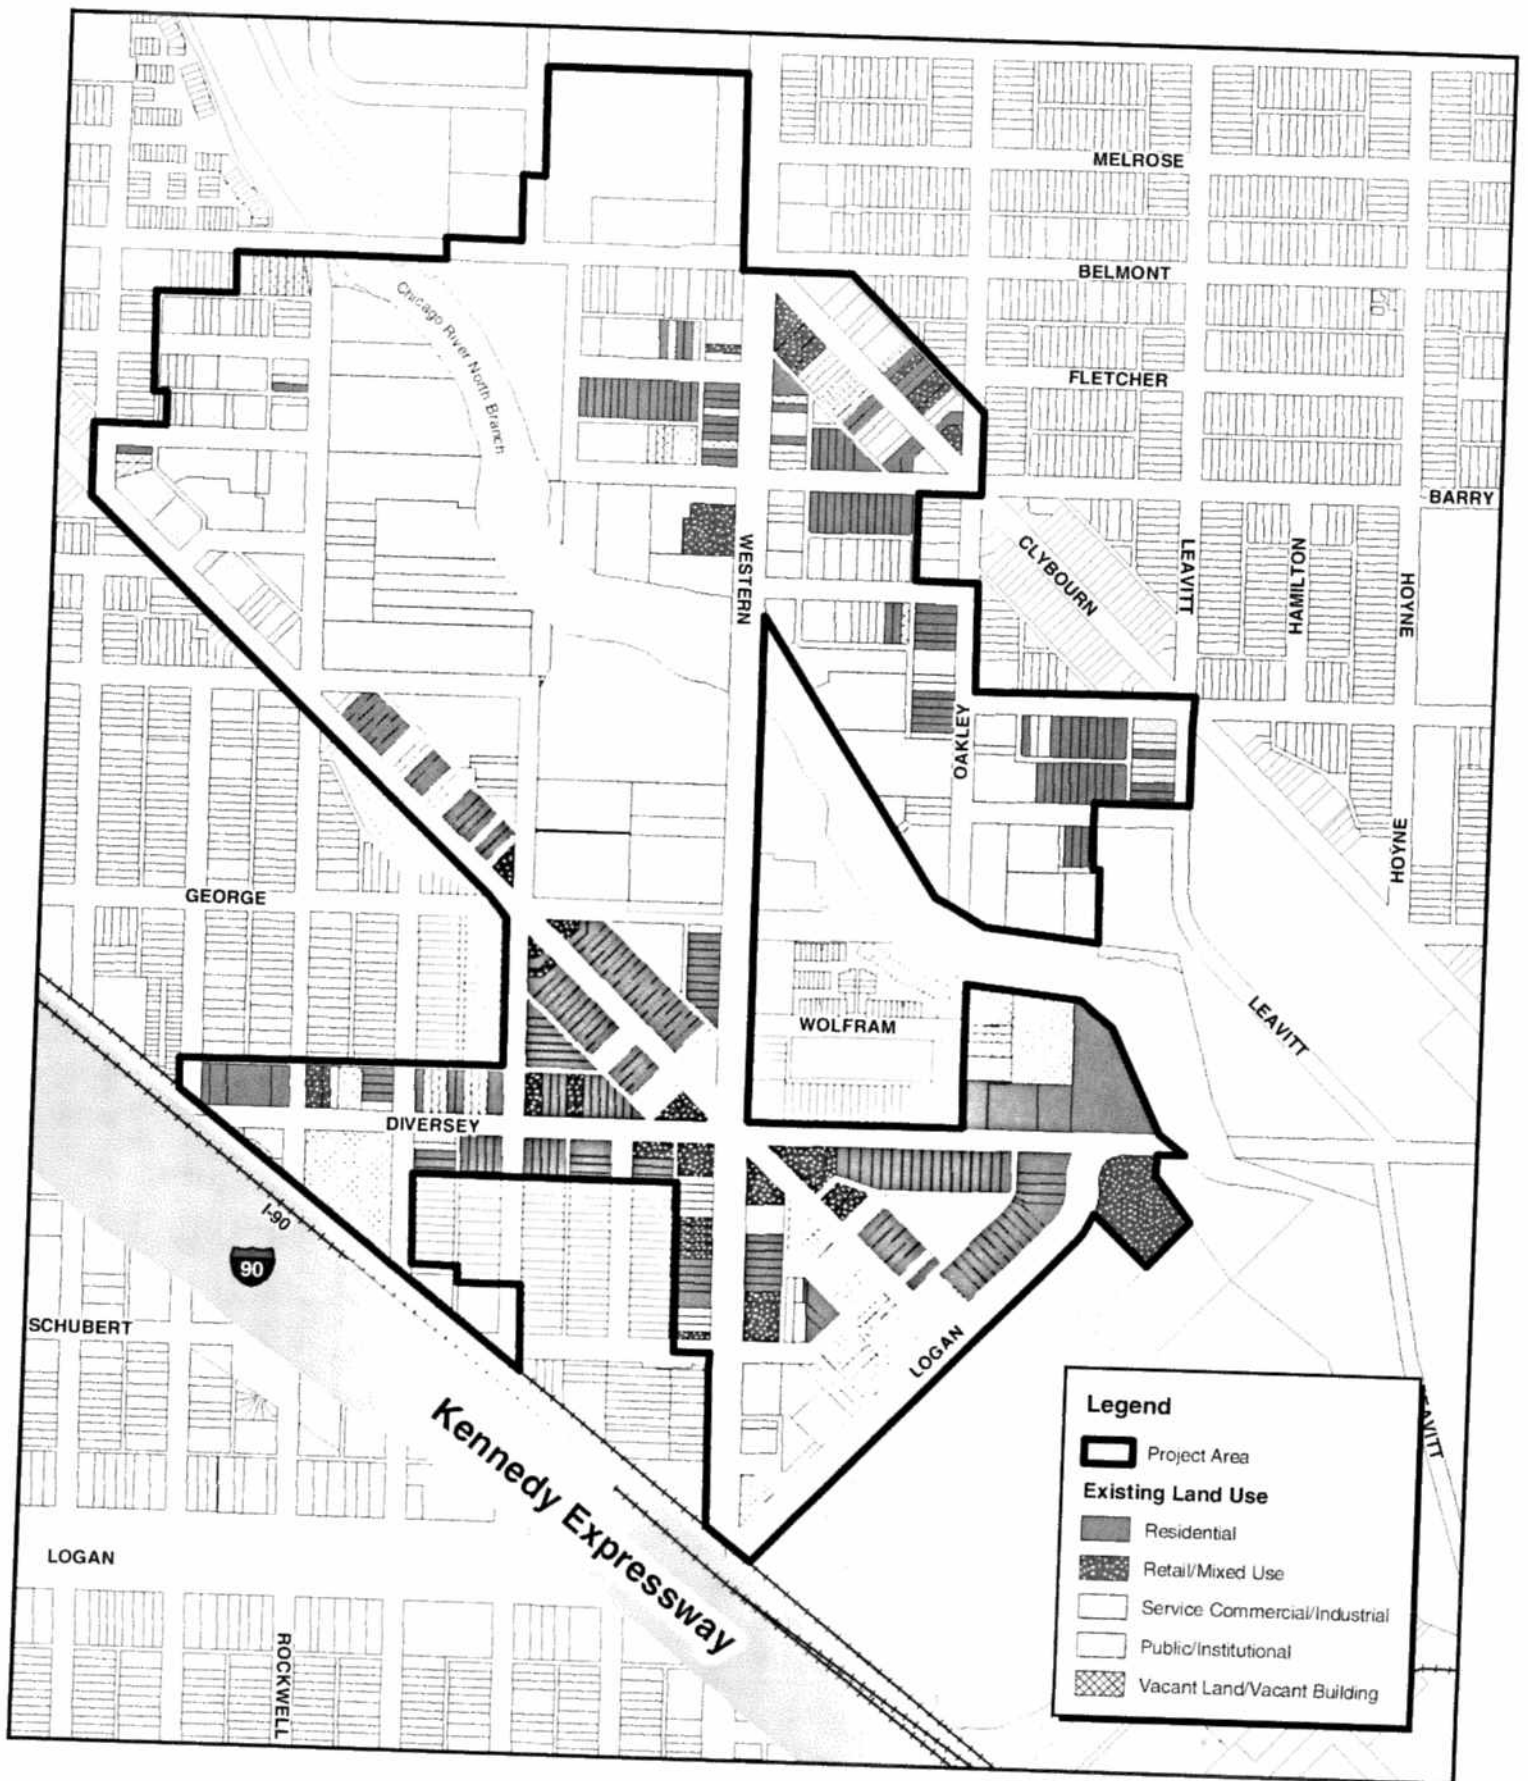 MELROSE
BELMONT
Chicago River North Branch
FLETCHER
BARRY
WESTERN
CLYBOURN
LEAVITT
HAMILTON
HOYNE
OAKLEY
HOYNE
GEORGE
WOLFRAM
LEAVITT
DIVERSEY
I-90
90
SCHUBERT
LOGAN
Kennedy Expressway
LOGAN
ROCKWELL
Legend
Project Area
Existing Land Use
Residential
Retail/Mixed Use
Service Commercial/Industrial
Public/Institutional
Vacant Land/Vacant Building